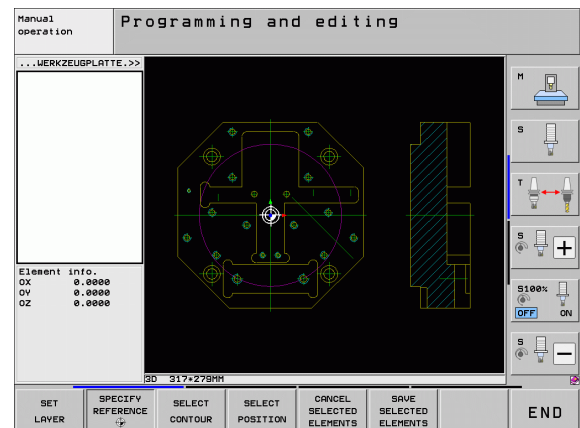 Manual
operation
Programming and editing
...WERKZEUGPLATTE.>>
M
S
T
S
S100%
OFF ON
S
Element info.
OX 0.0000
OY 0.0000
OZ 0.0000
3D 317*279MM
SET
LAYER
SPECIFY
REFERENCE
SELECT
CONTOUR
SELECT
POSITION
CANCEL
SELECTED
ELEMENTS
SAVE
SELECTED
ELEMENTS
END